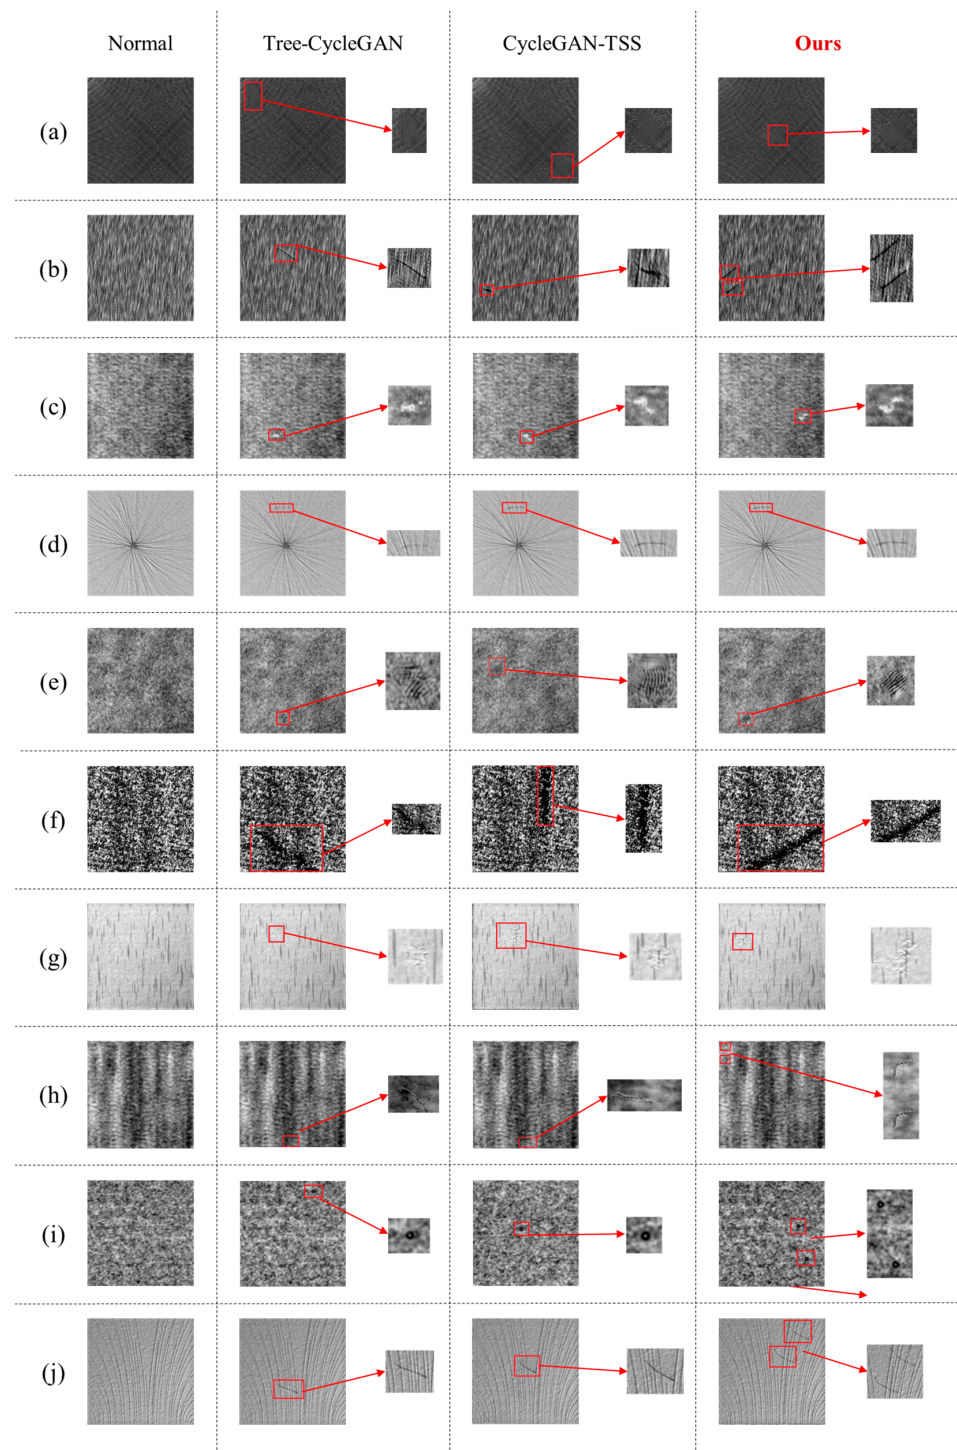 Normal Tree-CycleGAN CycleGAN-TSS Ours
(a)
(b)
(c)
(d)
(e)
(f)
(g)
(h)
(i)
(j)